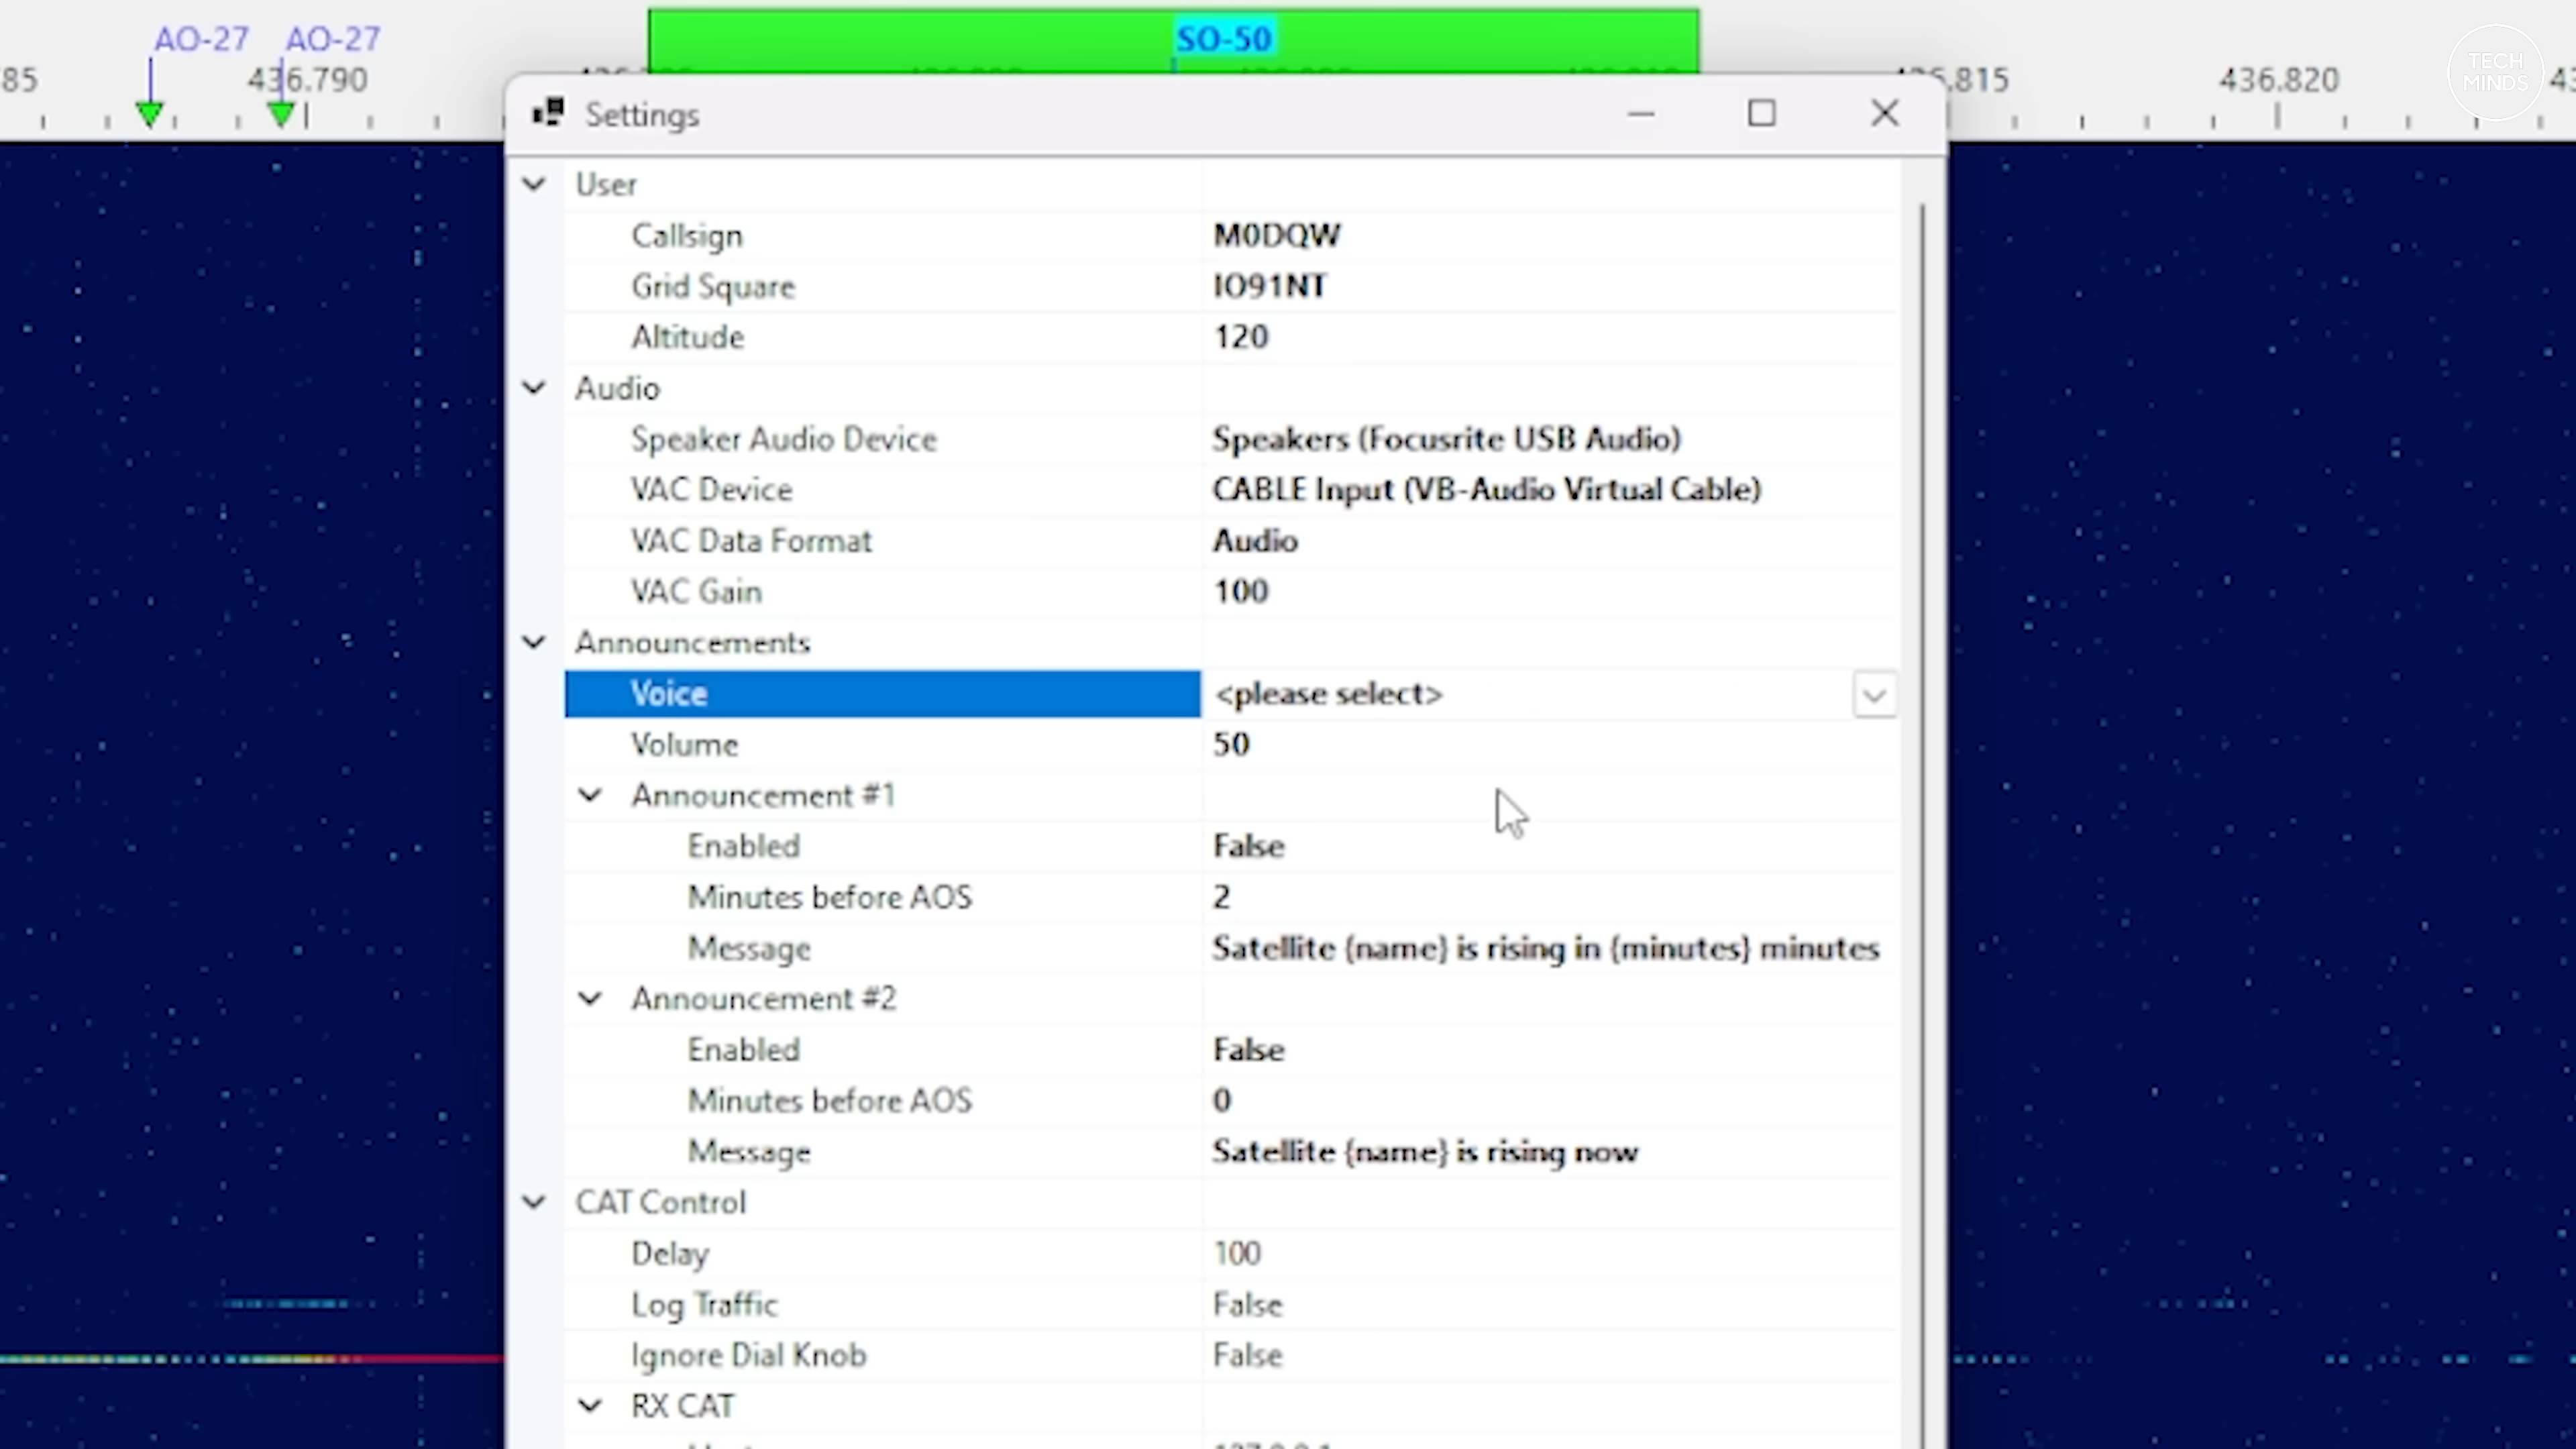 AO-27 AO-27 SO-50
85 436.790 436.820
TECH
MINDS
Settings
User
Callsign M0DQW
Grid Square IO91NT
Altitude 120
Audio
Speaker Audio Device Speakers (Focusrite USB Audio)
VAC Device CABLE Input (VB-Audio Virtual Cable)
VAC Data Format Audio
VAC Gain 100
Announcements
Voice <please select>
Volume 50
Announcement #1
Enabled False
Minutes before AOS 2
Message Satellite {name} is rising in {minutes} minutes
Announcement #2
Enabled False
Minutes before AOS 0
Message Satellite {name} is rising now
CAT Control
Delay 100
Log Traffic False
Ignore Dial Knob False
RX CAT